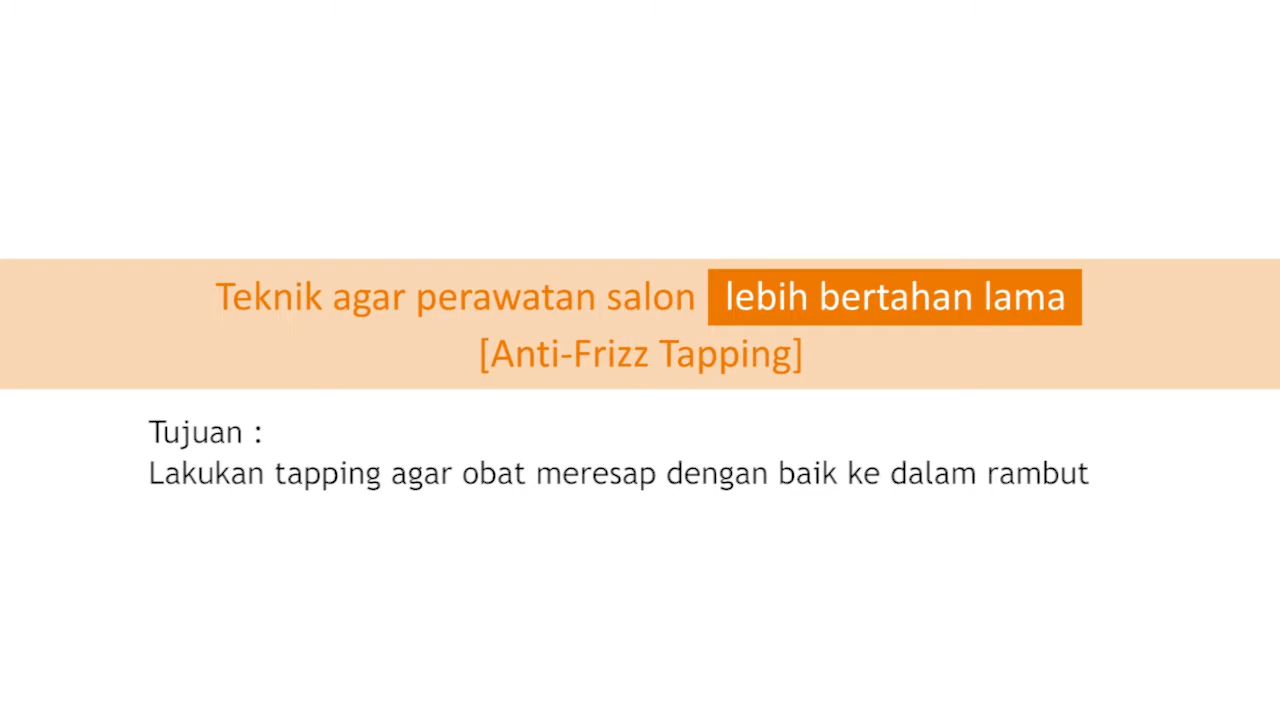 Teknik agar perawatan salon lebih bertahan lama
[Anti-Frizz Tapping]
Tujuan :
Lakukan tapping agar obat meresap dengan baik ke dalam rambut